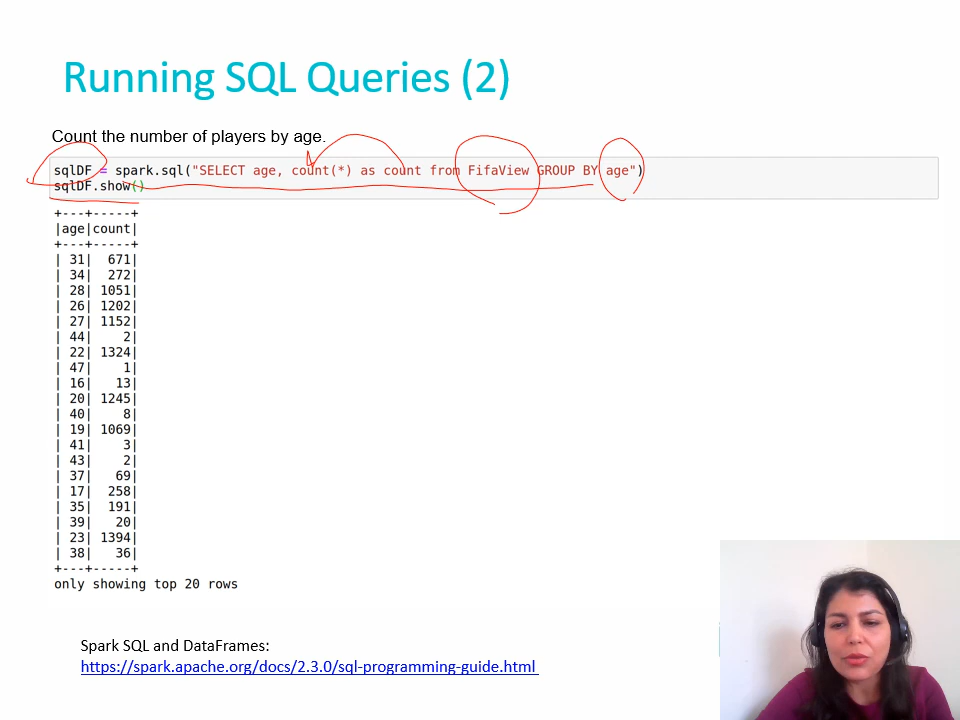 Running SQL Queries (2)
Count the number of players by age.
sqlDF = spark.sql("SELECT age, count(*) as count from FifaView GROUP BY age")
sqlDF.show()
+---+-----+
|age|count|
+---+-----+
| 31|  671|
| 34|  272|
| 28| 1051|
| 26| 1202|
| 27| 1152|
| 44|    2|
| 22| 1324|
| 47|    1|
| 16|   13|
| 20| 1245|
| 40|    8|
| 19| 1069|
| 41|    3|
| 43|    2|
| 37|   69|
| 17|  258|
| 35|  191|
| 39|   20|
| 23| 1394|
| 38|   36|
+---+-----+
only showing top 20 rows
Spark SQL and DataFrames:
https://spark.apache.org/docs/2.3.0/sql-programming-guide.html